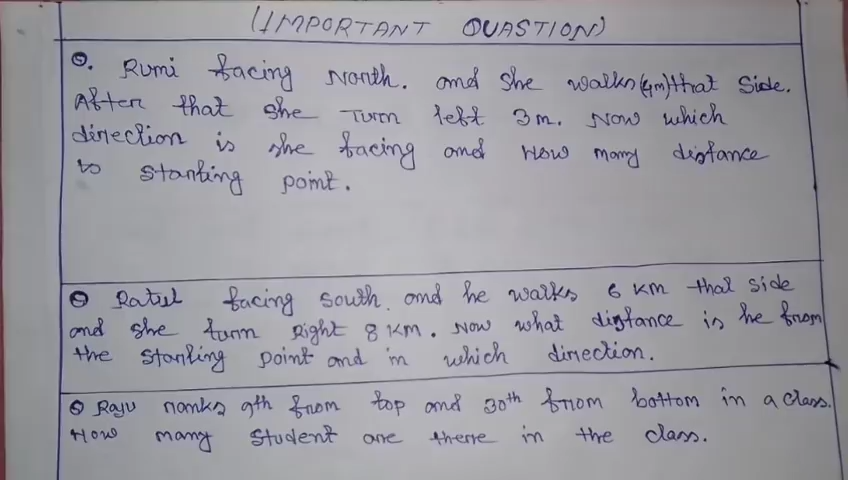 (IMPORTANT QUASTION)
Q. Rumi facing North. and she walks (4m) that side.
After that she Turn left 3m. Now which
direction is she facing and How many distance
to starting point.
Q Ratul facing south. and he walks 6 KM that side
and she turn right 8 KM. Now what distance is he from
the starting point and in which direction.
Q Raju ranks 9th from top and 30th from bottom in a class.
How many student are there in the class.